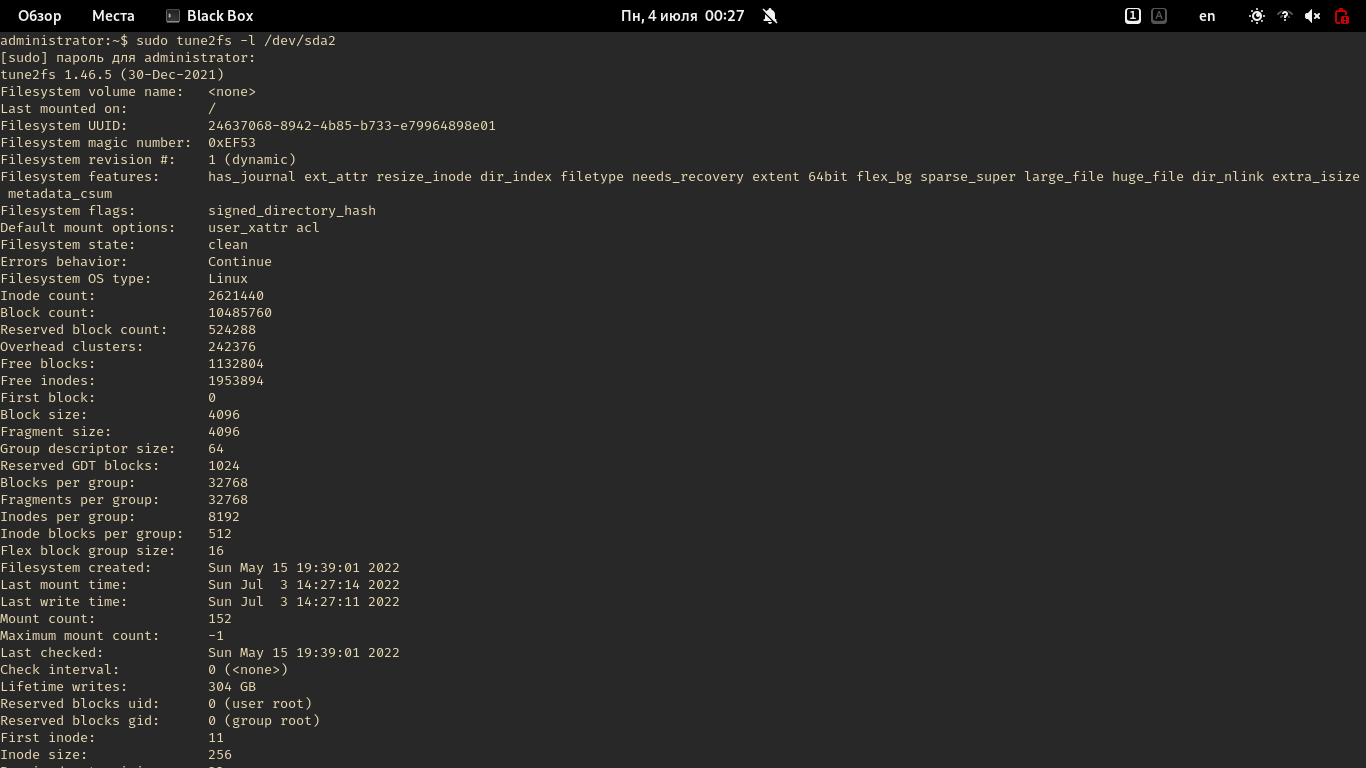 Обзор Места Black Box Пн, 4 июля 00:27 1 A en
administrator:~$ sudo tune2fs -l /dev/sda2
[sudo] пароль для administrator:
tune2fs 1.46.5 (30-Dec-2021)
Filesystem volume name:   <none>
Last mounted on:          /
Filesystem UUID:          24637068-8942-4b85-b733-e79964898e01
Filesystem magic number:  0xEF53
Filesystem revision #:    1 (dynamic)
Filesystem features:      has_journal ext_attr resize_inode dir_index filetype needs_recovery extent 64bit flex_bg sparse_super large_file huge_file dir_nlink extra_isize
 metadata_csum
Filesystem flags:         signed_directory_hash
Default mount options:    user_xattr acl
Filesystem state:         clean
Errors behavior:          Continue
Filesystem OS type:       Linux
Inode count:              2621440
Block count:              10485760
Reserved block count:     524288
Overhead clusters:        242376
Free blocks:              1132804
Free inodes:              1953894
First block:              0
Block size:               4096
Fragment size:            4096
Group descriptor size:    64
Reserved GDT blocks:      1024
Blocks per group:         32768
Fragments per group:      32768
Inodes per group:         8192
Inode blocks per group:   512
Flex block group size:    16
Filesystem created:       Sun May 15 19:39:01 2022
Last mount time:          Sun Jul  3 14:27:14 2022
Last write time:          Sun Jul  3 14:27:11 2022
Mount count:              152
Maximum mount count:      -1
Last checked:             Sun May 15 19:39:01 2022
Check interval:           0 (<none>)
Lifetime writes:          304 GB
Reserved blocks uid:      0 (user root)
Reserved blocks gid:      0 (group root)
First inode:              11
Inode size:               256